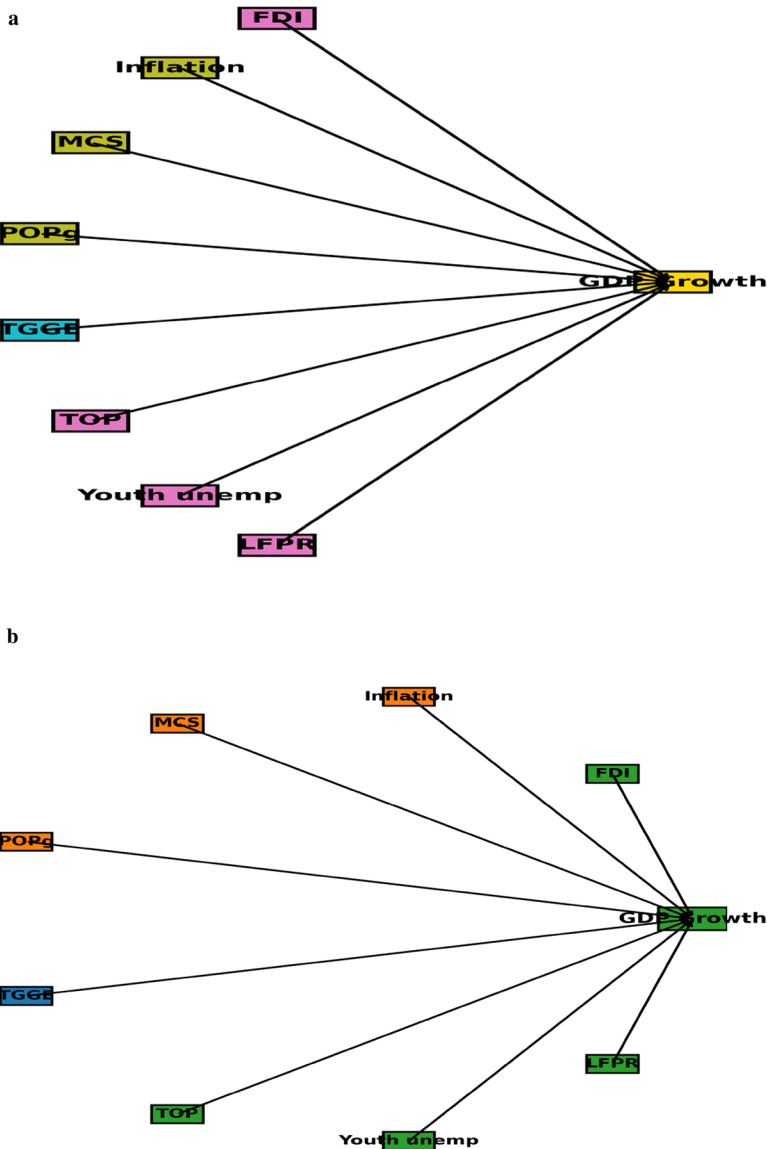 a
FDI
Inflation
MCS
POPg
GDP Growth
TGGE
TOP
Youth unemp
LFPR
b
Inflation
MCS
FDI
POPg
GDP Growth
TGGE
LFPR
TOP
Youth unemp